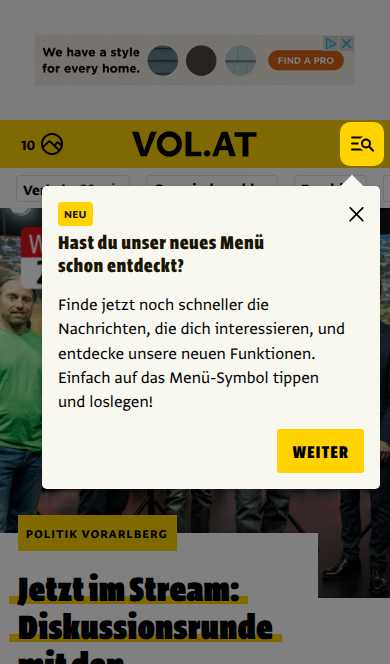 We have a style
for every home.
FIND A PRO
10
VOL.AT
NEU
Hast du unser neues Menü
schon entdeckt?
Finde jetzt noch schneller die
Nachrichten, die dich interessieren, und
entdecke unsere neuen Funktionen.
Einfach auf das Menü-Symbol tippen
und loslegen!
WEITER
POLITIK VORARLBERG
Jetzt im Stream:
Diskussionsrunde
mit den